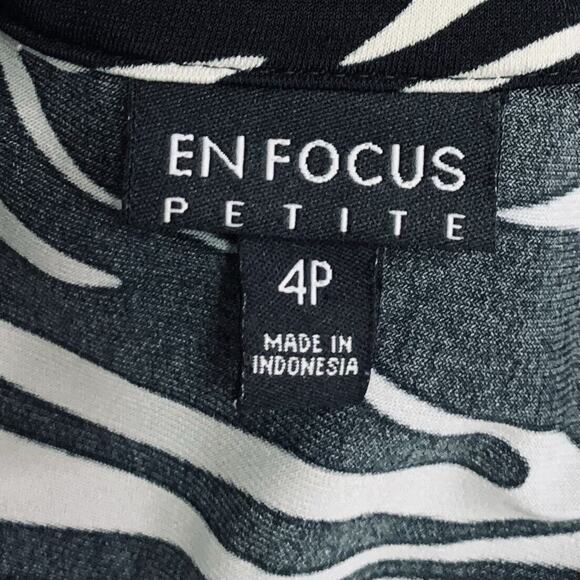 EN FOCUS
PETITE
4P
MADE IN
INDONESIA